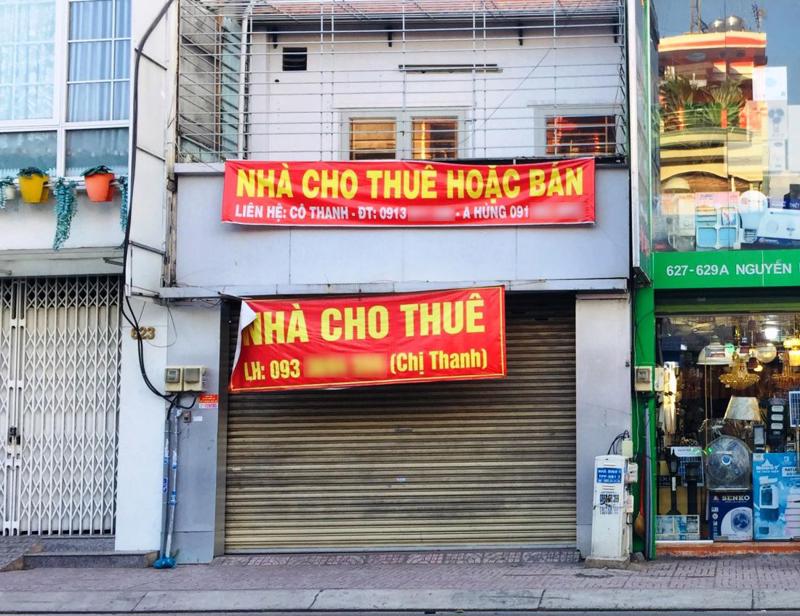 NHÀ CHO THUÊ HOẶC BÁN
LIÊN HỆ: CÔ THANH - ĐT: 0913 - A HÙNG 091
NHÀ CHO THUÊ
LH: 093 (Chị Thanh)
623
627-629A NGUYỄN
SENKO